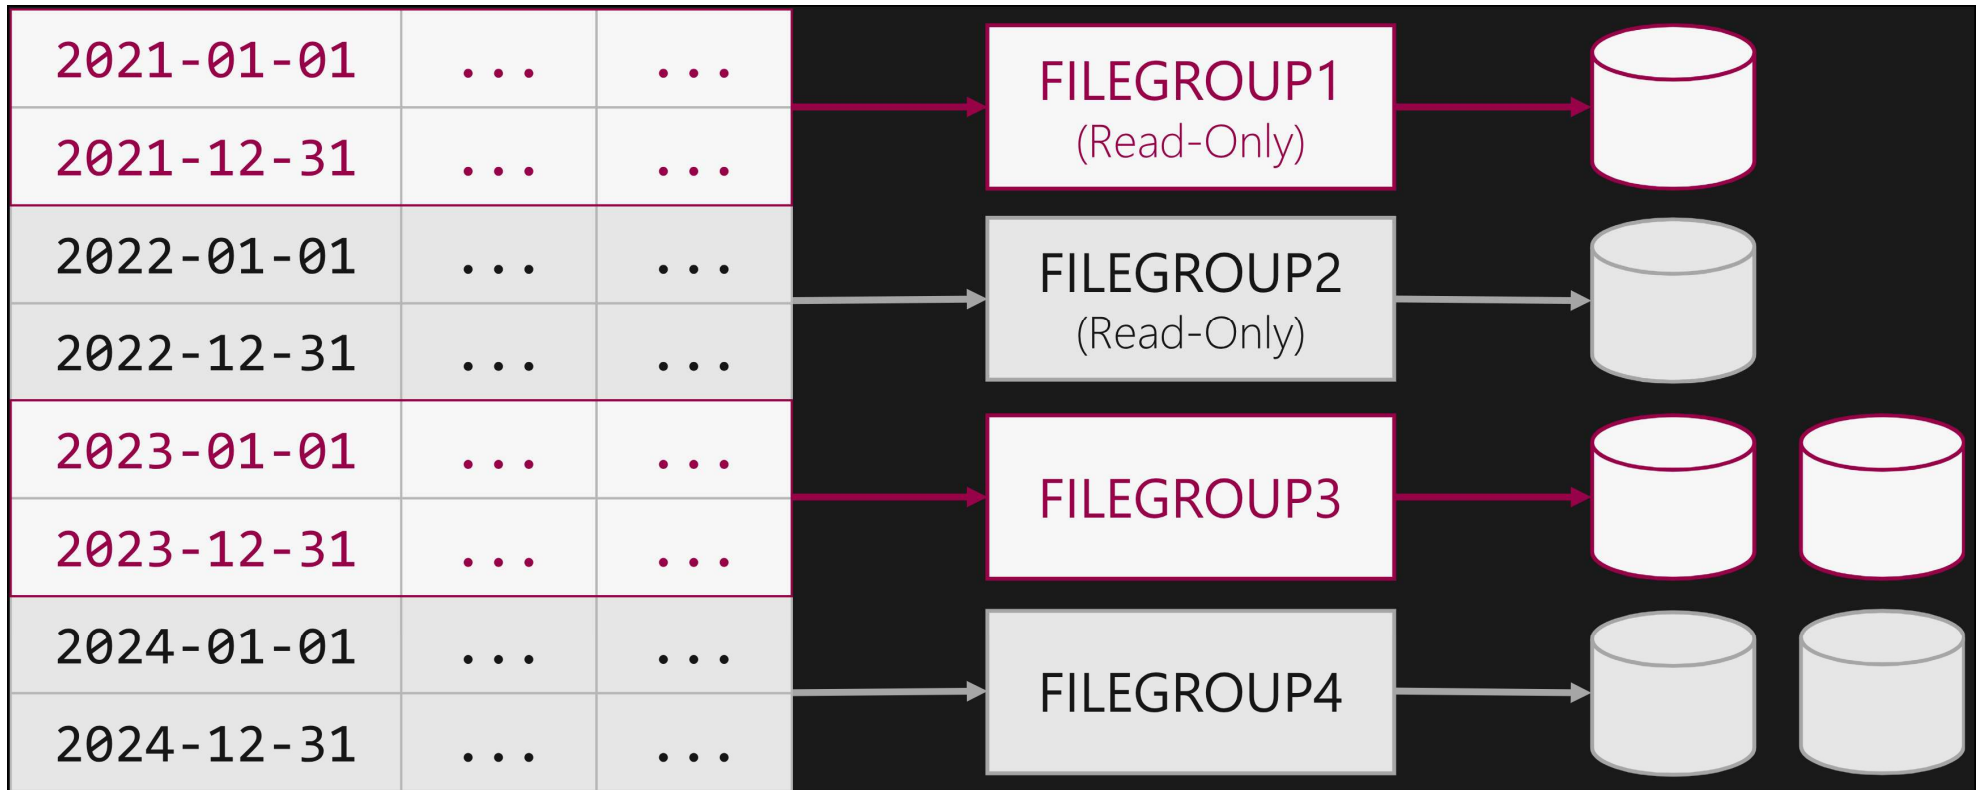 2021-01-01 ... ...
2021-12-31 ... ...
FILEGROUP1
(Read-Only)
2022-01-01 ... ...
2022-12-31 ... ...
FILEGROUP2
(Read-Only)
2023-01-01 ... ...
2023-12-31 ... ...
FILEGROUP3
2024-01-01 ... ...
2024-12-31 ... ...
FILEGROUP4